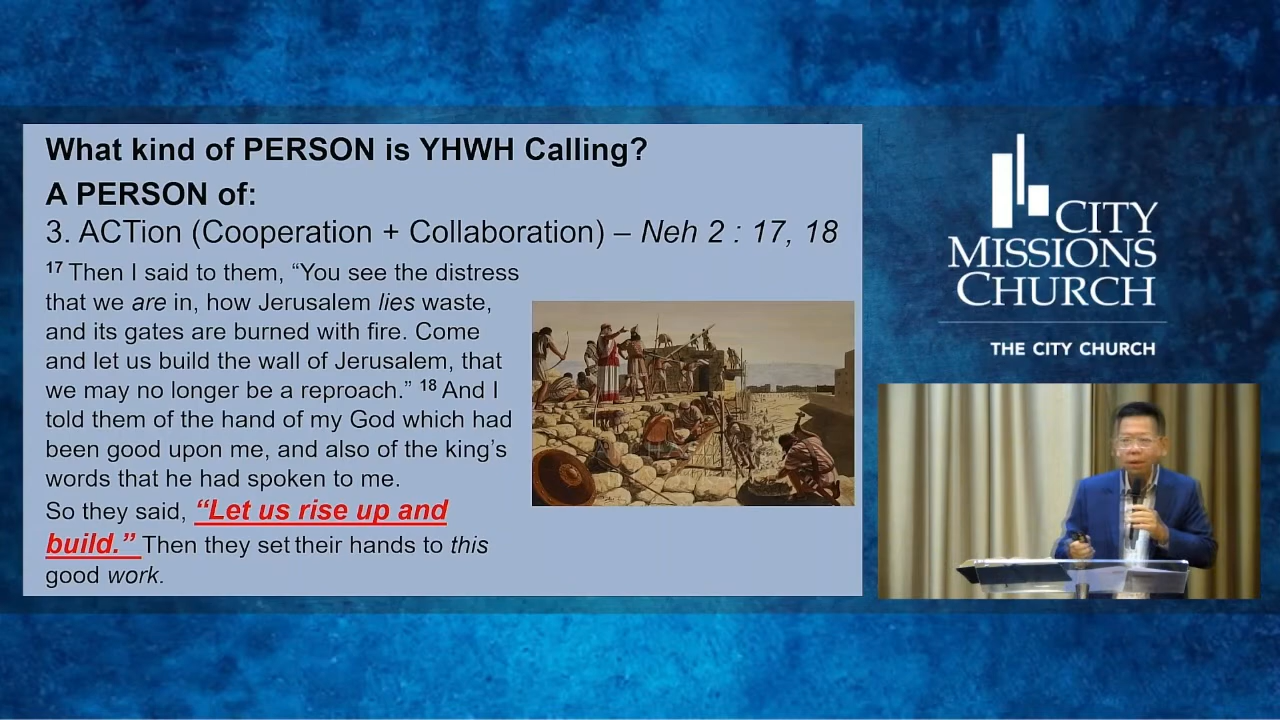 What kind of PERSON is YHWH Calling?
A PERSON of:
3. ACTion (Cooperation + Collaboration) – Neh 2 : 17, 18
17 Then I said to them, “You see the distress
that we are in, how Jerusalem lies waste,
and its gates are burned with fire. Come
and let us build the wall of Jerusalem, that
we may no longer be a reproach.” 18 And I
told them of the hand of my God which had
been good upon me, and also of the king’s
words that he had spoken to me.
So they said, “Let us rise up and
build.” Then they set their hands to this
good work.
CITY
MISSIONS
CHURCH
THE CITY CHURCH